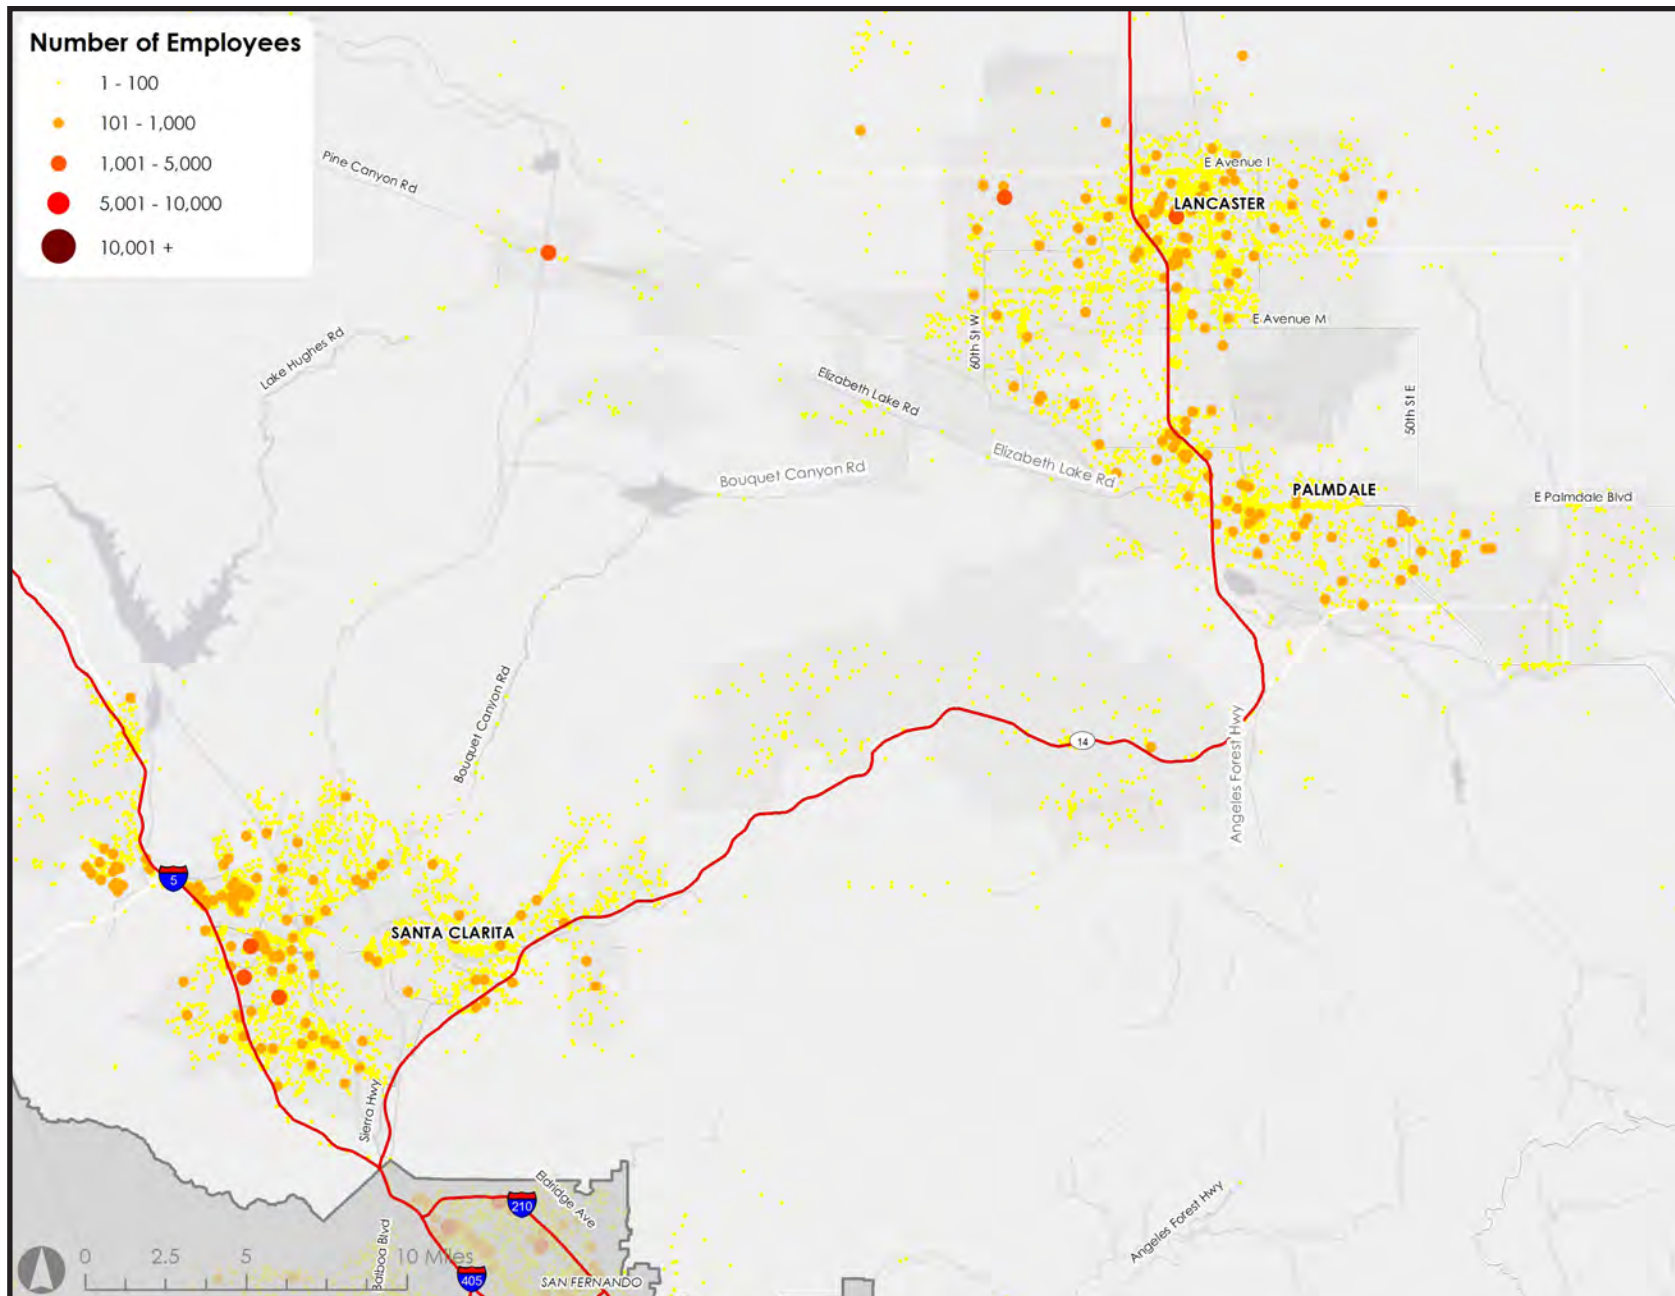 Number of Employees
1 - 100
101 - 1,000
1,001 - 5,000
5,001 - 10,000
10,001 +
Pine Canyon Rd
E Avenue I
LANCASTER
60th St W
E Avenue M
Lake Hughes Rd
Elizabeth Lake Rd
50th St E
Elizabeth Lake Rd
Bouquet Canyon Rd
PALMDALE
E Palmdale Blvd
Bouquet Canyon Rd
14
Angeles Forest Hwy
5
SANTA CLARITA
Sierra Hwy
Eldridge Ave
210
Angeles Forest Hwy
Balboa Blvd
0 2.5 5 10 Miles
405
SAN FERNANDO